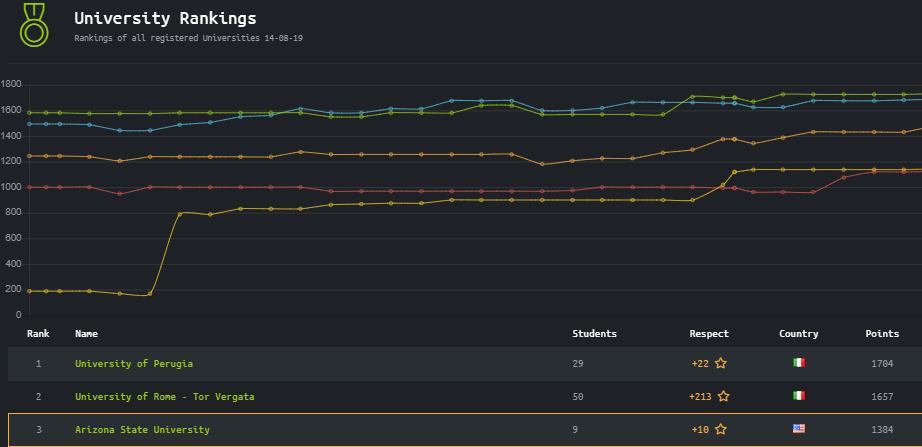 University Rankings
Rankings of all registered Universities 14-08-19
1800
1600
1400
1200
1000
800
600
400
200
0
Rank Name Students Respect Country Points
1 University of Perugia 29 +22 1704
2 University of Rome - Tor Vergata 50 +213 1657
3 Arizona State University 9 +10 1384